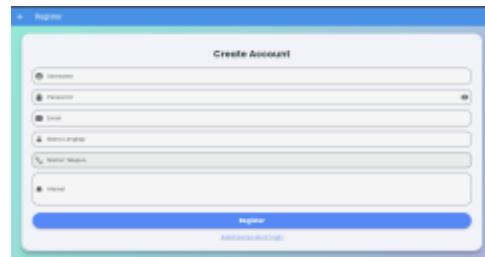 Register
Create Account
Username
Password
Email
Nama Lengkap
Nomor Telepon
Alamat
Register